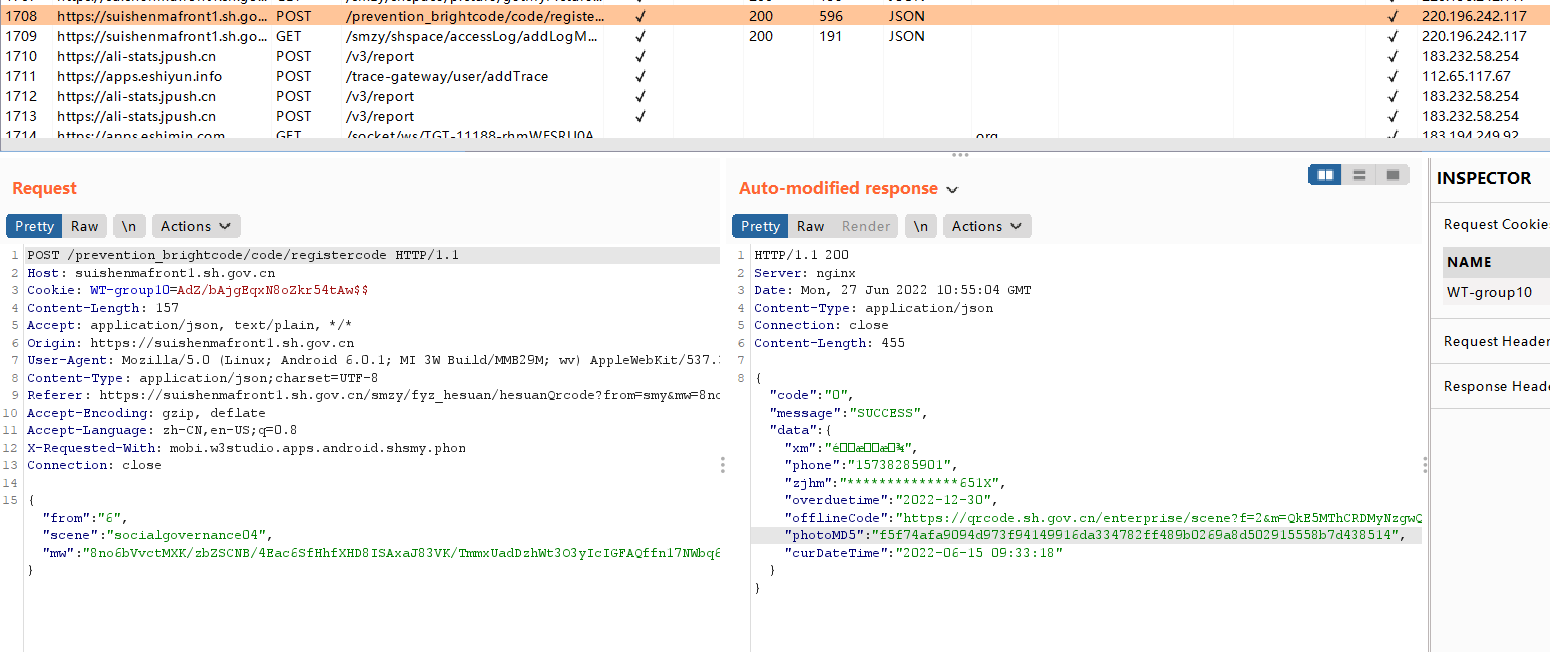 1708 https://suishenmafront1.sh.go... POST /prevention_brightcode/code/registe... ✓ 200 596 JSON ✓ 220.196.242.117
1709 https://suishenmafront1.sh.go... GET /smzy/shspace/accessLog/addLogM... ✓ 200 191 JSON ✓ 220.196.242.117
1710 https://ali-stats.jpush.cn POST /v3/report ✓ ✓ 183.232.58.254
1711 https://apps.eshiyun.info POST /trace-gateway/user/addTrace ✓ ✓ 112.65.117.67
1712 https://ali-stats.jpush.cn POST /v3/report ✓ ✓ 183.232.58.254
1713 https://ali-stats.jpush.cn POST /v3/report ✓ ✓ 183.232.58.254
1714 https://apps.eshimin.com GET org ✓ 183.194.249.92
Request
Pretty Raw \n Actions
1 POST /prevention_brightcode/code/registercode HTTP/1.1
2 Host: suishenmafront1.sh.gov.cn
3 Cookie: WT-group10=AdZ/bAjgEqxN8oZkr54tAw$$
4 Content-Length: 157
5 Accept: application/json, text/plain, */*
6 Origin: https://suishenmafront1.sh.gov.cn
7 User-Agent: Mozilla/5.0 (Linux; Android 6.0.1; MI 3W Build/MMB29M; wv) AppleWebKit/537.
8 Content-Type: application/json;charset=UTF-8
9 Referer: https://suishenmafront1.sh.gov.cn/smzy/fyz_hesuan/hesuanQrcode?from=smy&mw=8no
10 Accept-Encoding: gzip, deflate
11 Accept-Language: zh-CN,en-US;q=0.8
12 X-Requested-With: mobi.w3studio.apps.android.shsmy.phon
13 Connection: close
14
15 {
"from":"6",
"scene":"socialgovernance04",
"mw":"8no6bVvctMXK/zbZSCNB/4Eac6SfHhfXHD8ISAxaJ83VK/TmmxUadDzhWt3O3yIcIGFAQffn17NWbq6
}
Auto-modified response
Pretty Raw Render \n Actions
1 HTTP/1.1 200
2 Server: nginx
3 Date: Mon, 27 Jun 2022 10:55:04 GMT
4 Content-Type: application/json
5 Connection: close
6 Content-Length: 455
7
8 {
"code":"0",
"message":"SUCCESS",
"data":{
"xm":"é□□æ□□æ□¾",
"phone":"15738285901",
"zjhm":"**************651X",
"overduetime":"2022-12-30",
"offlineCode":"https://qrcode.sh.gov.cn/enterprise/scene?f=2&m=QkE5MThCRDMyNzgwQ
"photoMD5":"f5f74afa9094d973f94149916da334782ff489b0269a8d502915558b7d438514",
"curDateTime":"2022-06-15 09:33:18"
}
}
INSPECTOR
Request Cookie
NAME
WT-group10
Request Header
Response Heade